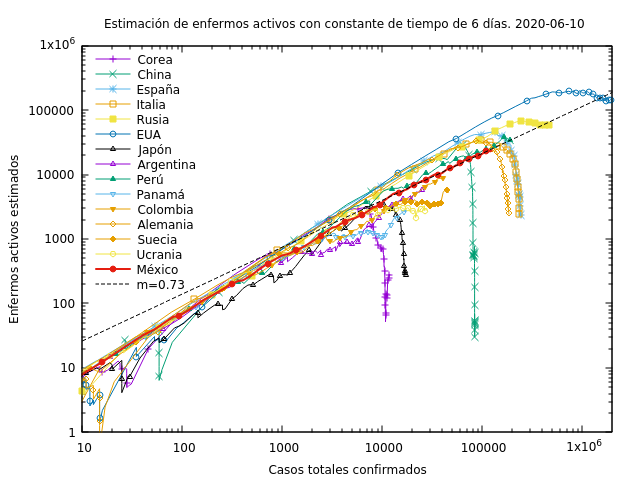 Estimación de enfermos activos con constante de tiempo de 6 días. 2020-06-10
1x10^6
100000
10000
1000
100
10
1
Enfermos activos estimados
Corea
China
España
Italia
Rusia
EUA
Japón
Argentina
Perú
Panamá
Colombia
Alemania
Suecia
Ucrania
México
m=0.73
10
100
1000
10000
100000
1x10^6
Casos totales confirmados